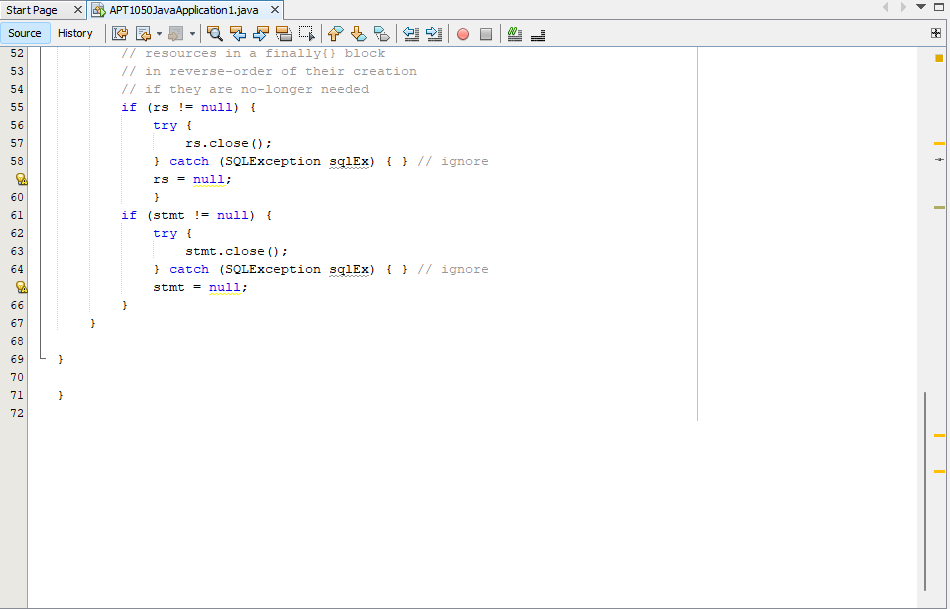 Start Page APT1050JavaApplication1.java
Source History
52 // resources in a finally{} block
53 // in reverse-order of their creation
54 // if they are no-longer needed
55 if (rs != null) {
56 try {
57 rs.close();
58 } catch (SQLException sqlEx) { } // ignore
rs = null;
60 }
61 if (stmt != null) {
62 try {
63 stmt.close();
64 } catch (SQLException sqlEx) { } // ignore
stmt = null;
66 }
67 }
68
69 }
70
71 }
72